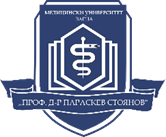 МЕДИЦИНСКИ УНИВЕРСИТЕТ
ВАРНА
„ПРОФ. Д-Р ПАРАСКЕВ СТОЯНОВ"